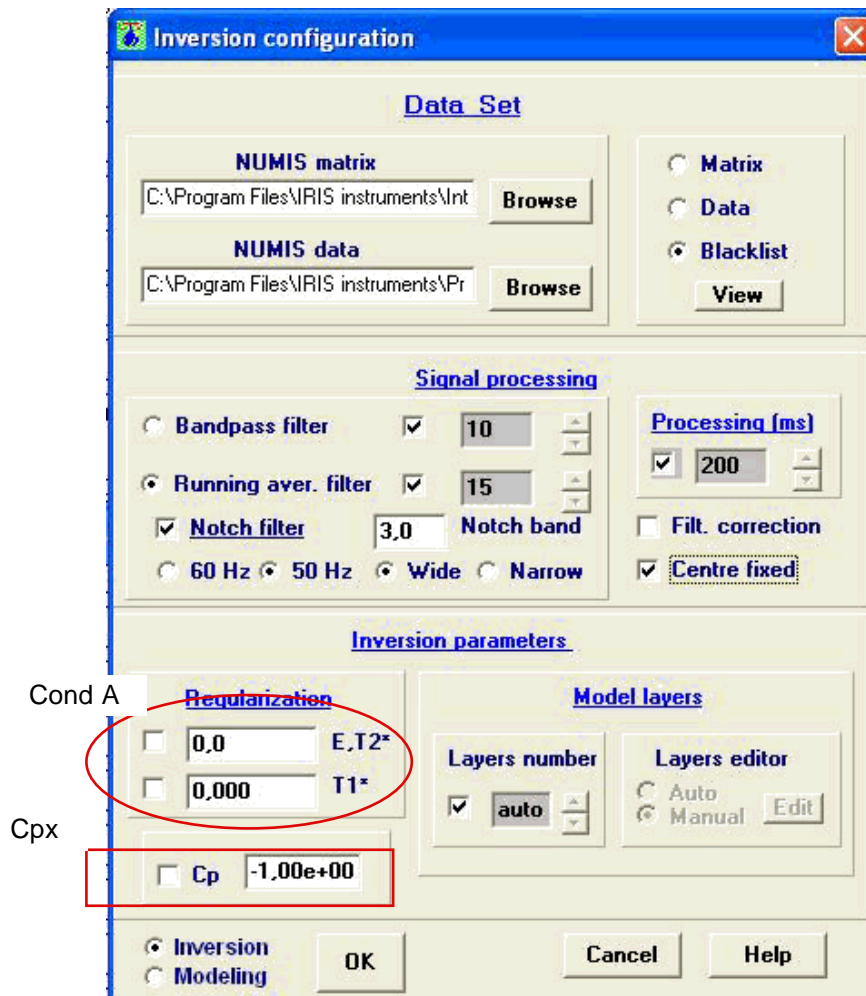 Inversion configuration
Data Set
NUMIS matrix
C:\Program Files\IRIS instruments\Int
Browse
NUMIS data
C:\Program Files\IRIS instruments\Pr
Browse
Matrix
Data
Blacklist
View
Signal processing
Bandpass filter
10
Running aver. filter
15
Notch filter
3,0
Notch band
60 Hz
50 Hz
Wide
Narrow
Processing (ms)
200
Filt. correction
Centre fixed
Inversion parameters
Cond A
Regularization
0,0
E,T2*
0,000
T1*
Cpx
Cp
-1,00e+00
Model layers
Layers number
auto
Layers editor
Auto
Manual
Edit
Inversion
Modeling
OK
Cancel
Help